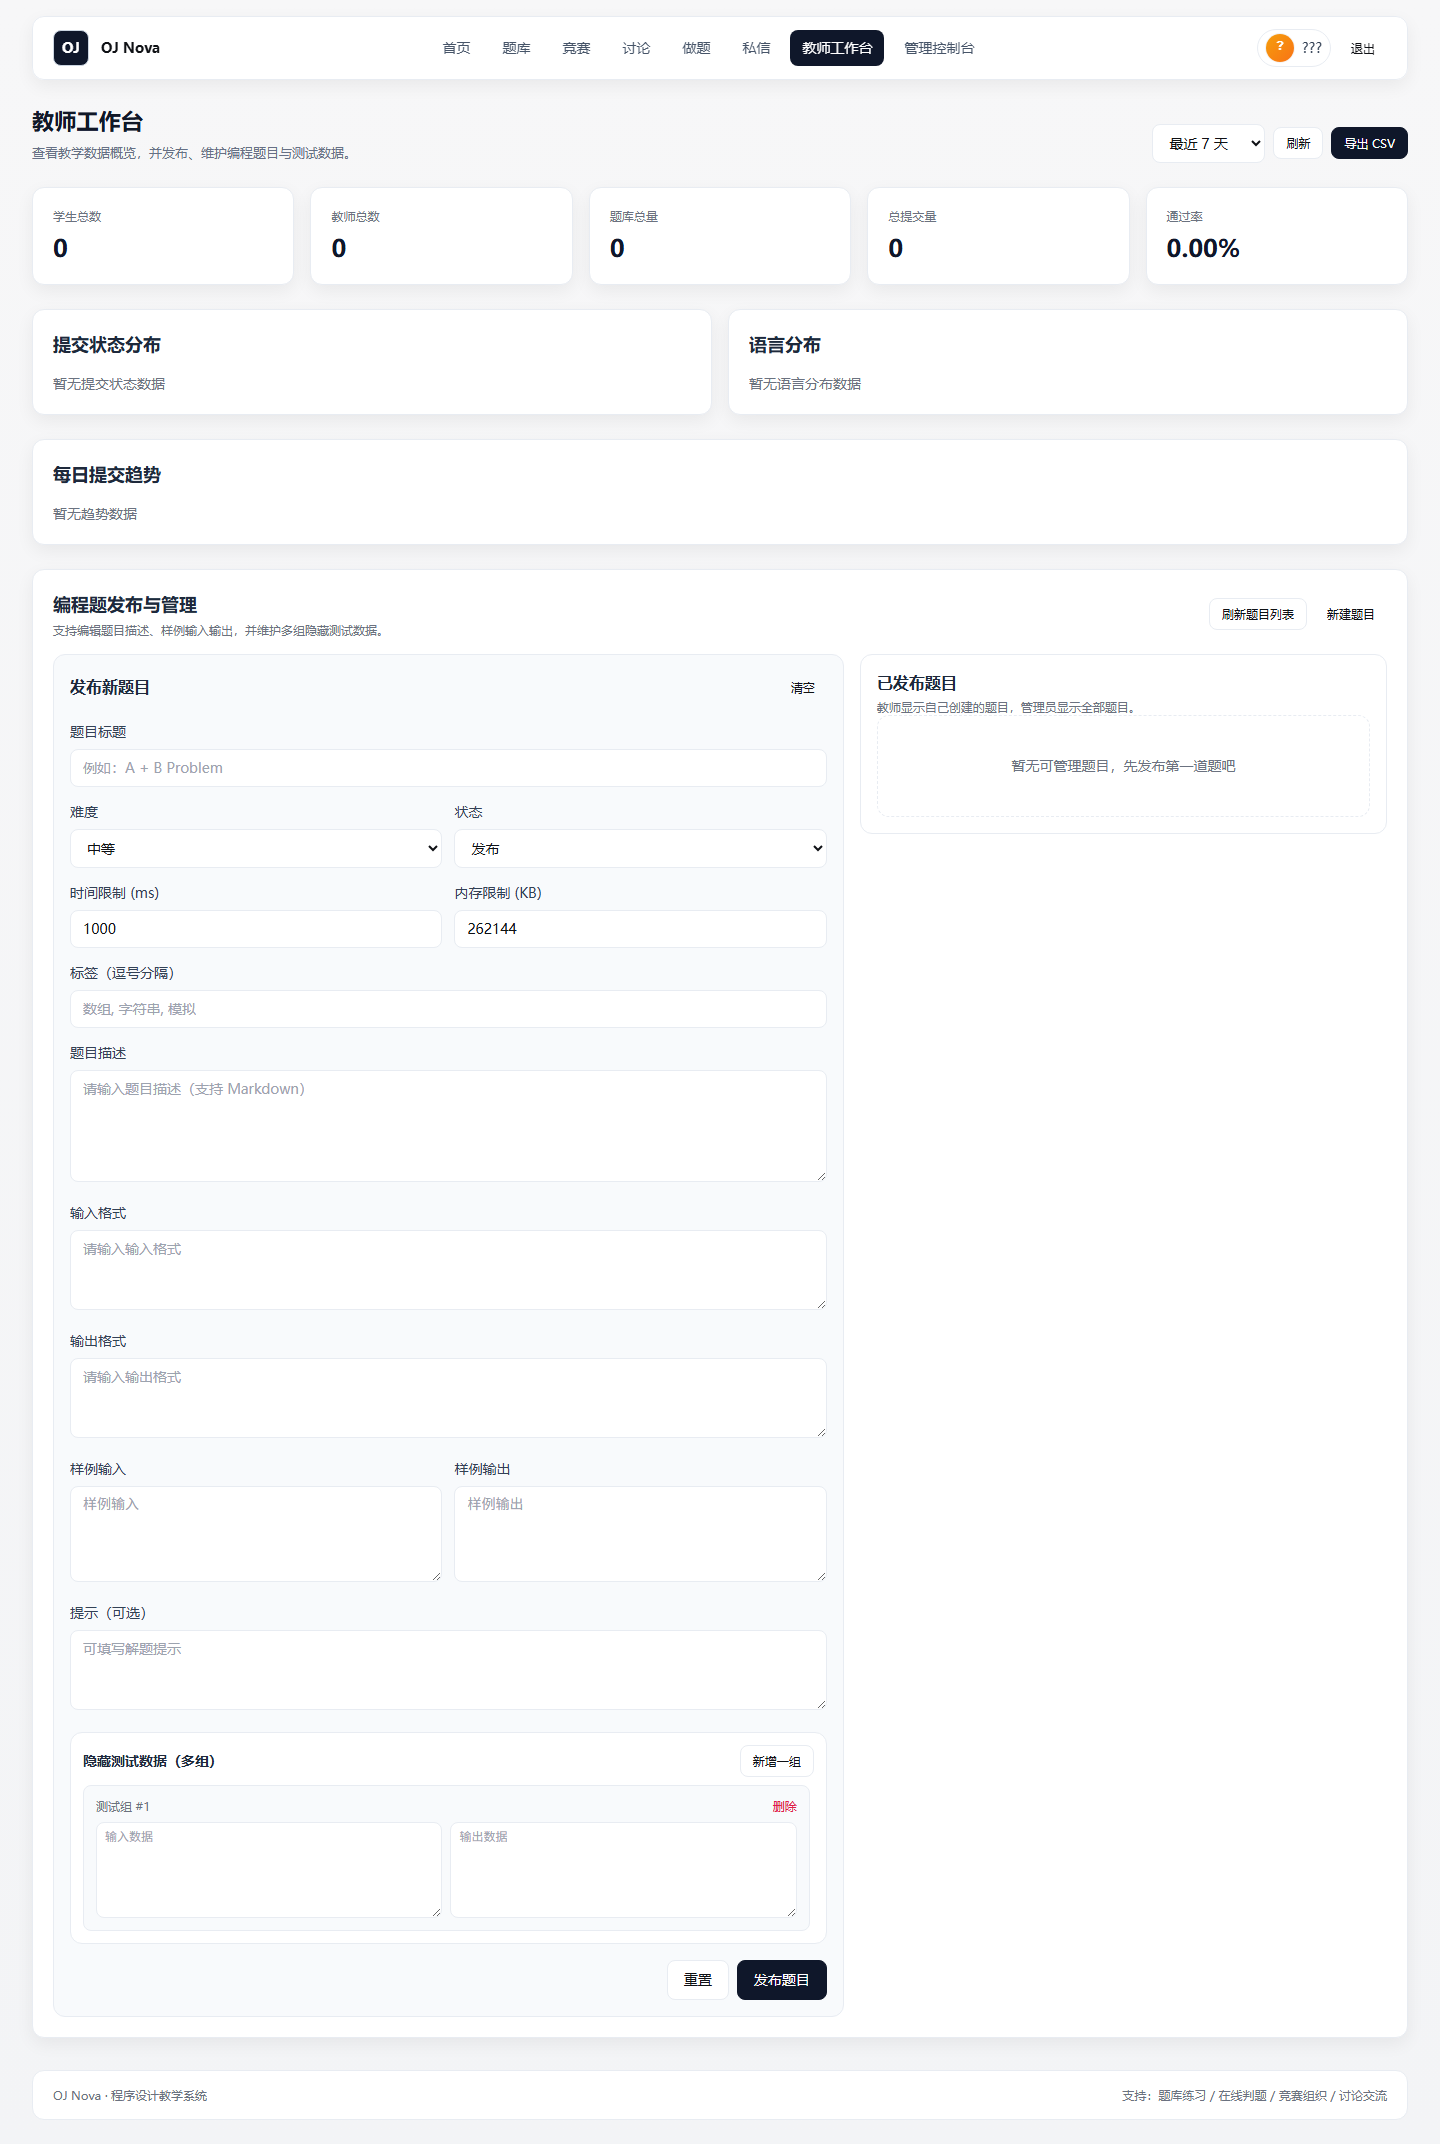 OJ OJ Nova 首页 题库 竞赛 讨论 做题 私信 教师工作台 管理控制台 ? ??? 退出
教师工作台
查看教学数据概览，并发布、维护编程题目与测试数据。
最近 7 天 刷新 导出 CSV
学生总数 教师总数 题库总量 总提交量 通过率
0 0 0 0 0.00%
提交状态分布 语言分布
暂无提交状态数据 暂无语言分布数据
每日提交趋势
暂无趋势数据
编程题发布与管理
支持编辑题目描述、样例输入输出，并维护多组隐藏测试数据。
刷新题目列表 新建题目
发布新题目 清空
题目标题
例如：A + B Problem
难度 状态
中等 发布
时间限制 (ms) 内存限制 (KB)
1000 262144
标签（逗号分隔）
数组, 字符串, 模拟
题目描述
请输入题目描述（支持 Markdown）
输入格式
请输入输入格式
输出格式
请输入输出格式
样例输入 样例输出
样例输入 样例输出
提示（可选）
可填写解题提示
隐藏测试数据（多组） 新增一组
测试组 #1 删除
输入数据 输出数据
重置 发布题目
已发布题目
教师显示自己创建的题目，管理员显示全部题目。
暂无可管理题目，先发布第一道题吧
OJ Nova · 程序设计教学系统 支持：题库练习 / 在线判题 / 竞赛组织 / 讨论交流